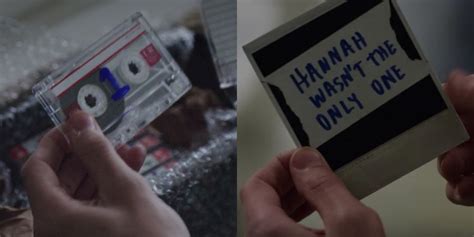 1
HANNAH
WASN'T THE
ONLY ONE